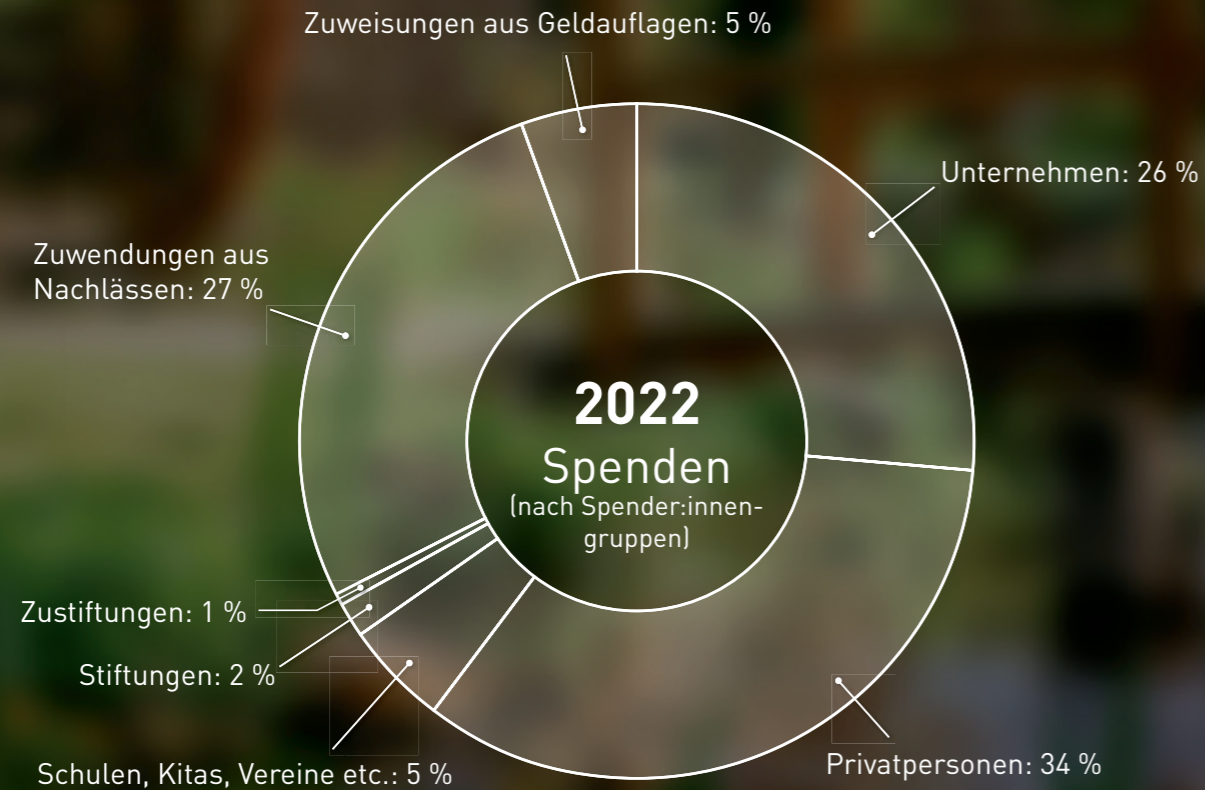 Zuweisungen aus Geldauflagen: 5 %
Unternehmen: 26 %
Zuwendungen aus
Nachlässen: 27 %
2022
Spenden
(nach Spender:innen-
gruppen)
Zustiftungen: 1 %
Stiftungen: 2 %
Schulen, Kitas, Vereine etc.: 5 %
Privatpersonen: 34 %